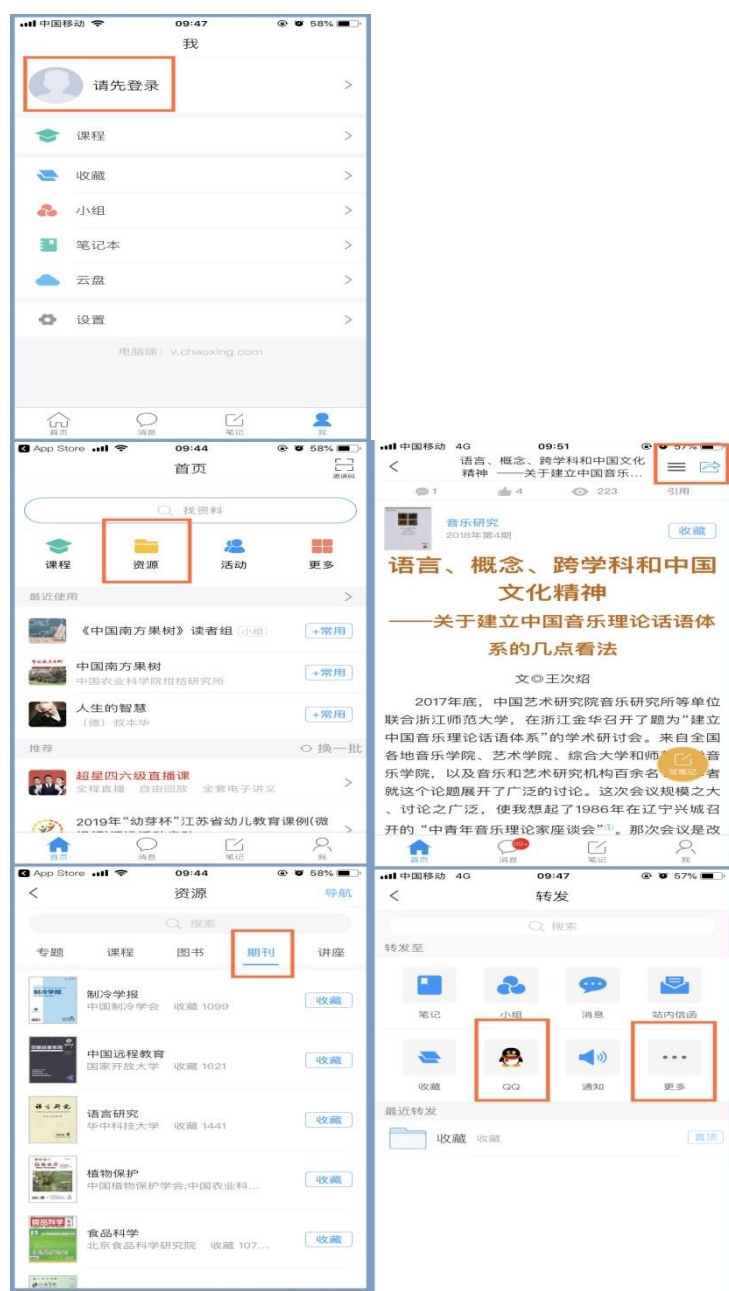 中国移动 09:47 58%
我
请先登录
课程
收藏
小组
笔记本
云盘
设置
电脑端：v.chaoxing.com
首页 消息 笔记 我
App Store 09:44 58%
首页
邀请码
找资料
课程 资源 活动 更多
最近使用
《中国南方果树》读者组 小组 +常用
中国南方果树
中国农业科学院柑桔研究所
+常用
人生的智慧
（德）叔本华
+常用
推荐 换一批
超星四六级直播课
全程直播 自由回放 全套电子讲义
2019年“幼芽杯”江苏省幼儿教育课例(微
首页 消息 笔记 我
App Store 09:44 58%
资源 导航
搜索
专题 课程 图书 期刊 讲座
制冷学报
中国制冷学会 收藏 1099
收藏
中国远程教育
国家开放大学 收藏 1621
收藏
语言研究
华中科技大学 收藏 1441
收藏
植物保护
中国植物保护学会;中国农业科...
收藏
食品科学
北京食品科学研究院 收藏 107...
收藏
中国移动 4G 09:51 57%
语言、概念、跨学科和中国文化
精神 ——关于建立中国音乐...
1 4 223 引用
音乐研究
2018年第4期
收藏
语言、概念、跨学科和中国
文化精神
——关于建立中国音乐理论话语体
系的几点看法
文◎王次炤
2017年底，中国艺术研究院音乐研究所等单位
联合浙江师范大学，在浙江金华召开了题为“建立
中国音乐理论话语体系”的学术研讨会。来自全国
各地音乐学院、艺术学院、综合大学和师 音
乐学院，以及音乐和艺术研究机构百余名 者
写笔记
就这个论题展开了广泛的讨论。这次会议规模之大
、讨论之广泛，使我想起了1986年在辽宁兴城召
开的“中青年音乐理论家座谈会”①。那次会议是改
99+
首页 消息 笔记 我
中国移动 4G 09:47 57%
转发
搜索
转发至
笔记 小组 消息 站内信函
收藏 QQ 通知 更多
最近转发
收藏 收藏 置顶